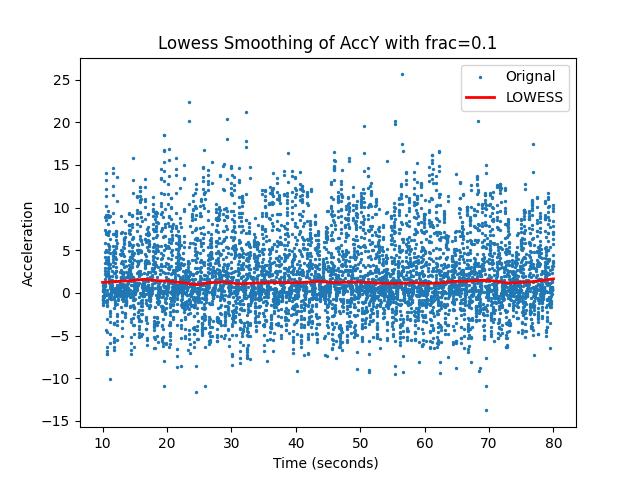 Lowess Smoothing of AccY with frac=0.1
Orignal
LOWESS
25
20
15
10
5
0
−5
−10
−15
Acceleration
10 20 30 40 50 60 70 80
Time (seconds)